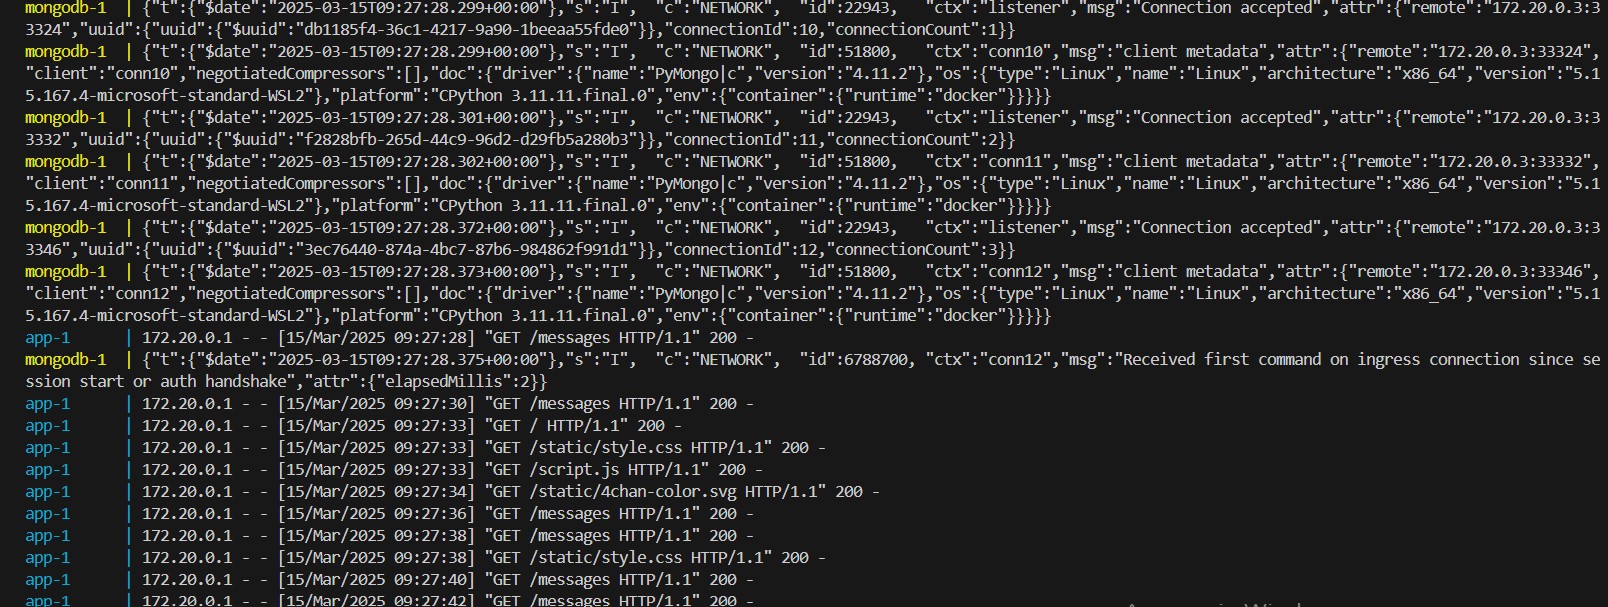 mongodb-1  | {"t":{"$date":"2025-03-15T09:27:28.299+00:00"},"s":"I",  "c":"NETWORK",  "id":22943,   "ctx":"listener","msg":"Connection accepted","attr":{"remote":"172.20.0.3:3
3324","uuid":{"uuid":{"$uuid":"db1185f4-36c1-4217-9a90-1beeaa55fde0"}},"connectionId":10,"connectionCount":1}}
mongodb-1  | {"t":{"$date":"2025-03-15T09:27:28.299+00:00"},"s":"I",  "c":"NETWORK",  "id":51800,   "ctx":"conn10","msg":"client metadata","attr":{"remote":"172.20.0.3:33324",
"client":"conn10","negotiatedCompressors":[],"doc":{"driver":{"name":"PyMongo|c","version":"4.11.2"},"os":{"type":"Linux","name":"Linux","architecture":"x86_64","version":"5.1
5.167.4-microsoft-standard-WSL2"},"platform":"CPython 3.11.11.final.0","env":{"container":{"runtime":"docker"}}}}}
mongodb-1  | {"t":{"$date":"2025-03-15T09:27:28.301+00:00"},"s":"I",  "c":"NETWORK",  "id":22943,   "ctx":"listener","msg":"Connection accepted","attr":{"remote":"172.20.0.3:3
3332","uuid":{"uuid":{"$uuid":"f2828bfb-265d-44c9-96d2-d29fb5a280b3"}},"connectionId":11,"connectionCount":2}}
mongodb-1  | {"t":{"$date":"2025-03-15T09:27:28.302+00:00"},"s":"I",  "c":"NETWORK",  "id":51800,   "ctx":"conn11","msg":"client metadata","attr":{"remote":"172.20.0.3:33332",
"client":"conn11","negotiatedCompressors":[],"doc":{"driver":{"name":"PyMongo|c","version":"4.11.2"},"os":{"type":"Linux","name":"Linux","architecture":"x86_64","version":"5.1
5.167.4-microsoft-standard-WSL2"},"platform":"CPython 3.11.11.final.0","env":{"container":{"runtime":"docker"}}}}}
mongodb-1  | {"t":{"$date":"2025-03-15T09:27:28.372+00:00"},"s":"I",  "c":"NETWORK",  "id":22943,   "ctx":"listener","msg":"Connection accepted","attr":{"remote":"172.20.0.3:3
3346","uuid":{"uuid":{"$uuid":"3ec76440-874a-4bc7-87b6-984862f991d1"}},"connectionId":12,"connectionCount":3}}
mongodb-1  | {"t":{"$date":"2025-03-15T09:27:28.373+00:00"},"s":"I",  "c":"NETWORK",  "id":51800,   "ctx":"conn12","msg":"client metadata","attr":{"remote":"172.20.0.3:33346",
"client":"conn12","negotiatedCompressors":[],"doc":{"driver":{"name":"PyMongo|c","version":"4.11.2"},"os":{"type":"Linux","name":"Linux","architecture":"x86_64","version":"5.1
5.167.4-microsoft-standard-WSL2"},"platform":"CPython 3.11.11.final.0","env":{"container":{"runtime":"docker"}}}}}
app-1      | 172.20.0.1 - - [15/Mar/2025 09:27:28] "GET /messages HTTP/1.1" 200 -
mongodb-1  | {"t":{"$date":"2025-03-15T09:27:28.375+00:00"},"s":"I",  "c":"NETWORK",  "id":6788700, "ctx":"conn12","msg":"Received first command on ingress connection since se
ssion start or auth handshake","attr":{"elapsedMillis":2}}
app-1      | 172.20.0.1 - - [15/Mar/2025 09:27:30] "GET /messages HTTP/1.1" 200 -
app-1      | 172.20.0.1 - - [15/Mar/2025 09:27:33] "GET / HTTP/1.1" 200 -
app-1      | 172.20.0.1 - - [15/Mar/2025 09:27:33] "GET /static/style.css HTTP/1.1" 200 -
app-1      | 172.20.0.1 - - [15/Mar/2025 09:27:33] "GET /script.js HTTP/1.1" 200 -
app-1      | 172.20.0.1 - - [15/Mar/2025 09:27:34] "GET /static/4chan-color.svg HTTP/1.1" 200 -
app-1      | 172.20.0.1 - - [15/Mar/2025 09:27:36] "GET /messages HTTP/1.1" 200 -
app-1      | 172.20.0.1 - - [15/Mar/2025 09:27:38] "GET /messages HTTP/1.1" 200 -
app-1      | 172.20.0.1 - - [15/Mar/2025 09:27:38] "GET /static/style.css HTTP/1.1" 200 -
app-1      | 172.20.0.1 - - [15/Mar/2025 09:27:40] "GET /messages HTTP/1.1" 200 -
app-1      | 172.20.0.1 - - [15/Mar/2025 09:27:42] "GET /messages HTTP/1.1" 200 -